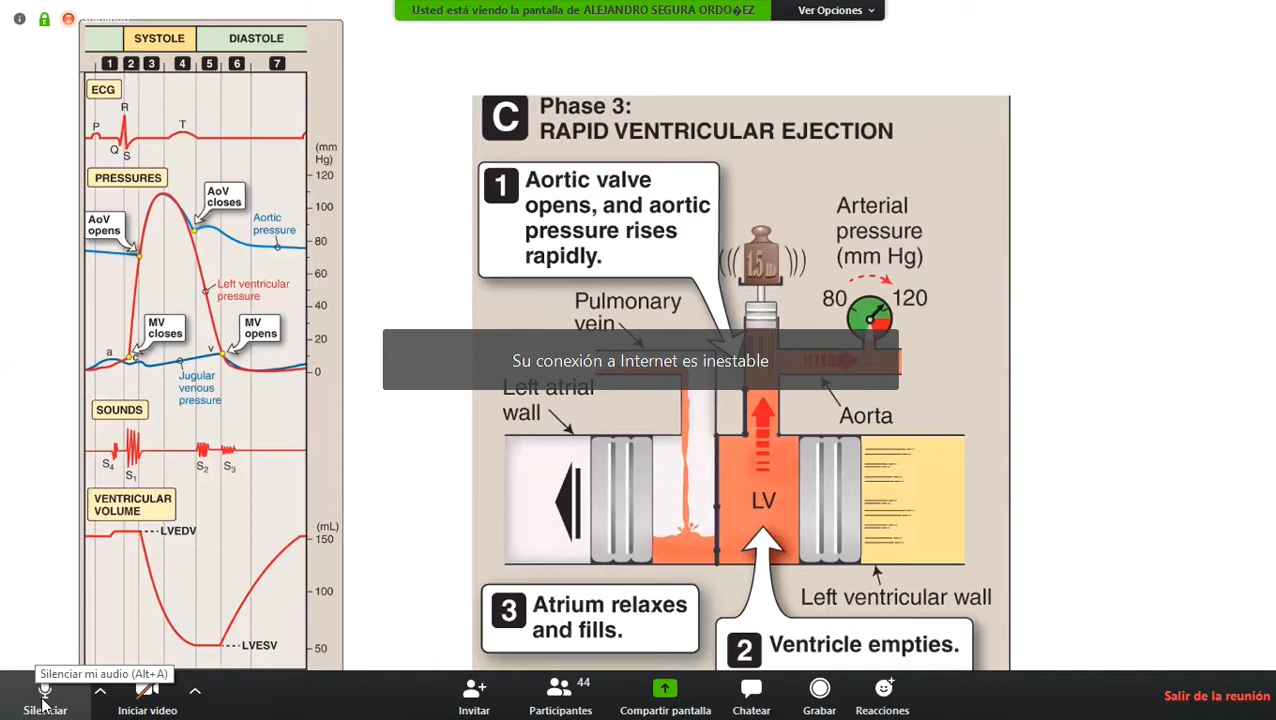 Grabando
Usted está viendo la pantalla de ALEJANDRO SEGURA ORDO�EZ
Ver Opciones
SYSTOLE
DIASTOLE
1 2 3 4 5 6 7
ECG
R
P
T
Q
S
(mm
Hg)
PRESSURES
120
AoV
closes
100
AoV
opens
Aortic
pressure
80
60
Left ventricular
pressure
40
MV
closes
MV
opens
20
a
c
v
0
Jugular
venous
pressure
SOUNDS
S4
S1
S2
S3
VENTRICULAR
VOLUME
(mL)
LVEDV
150
100
LVESV
50
C
Phase 3:
RAPID VENTRICULAR EJECTION
1
Aortic valve
opens, and aortic
pressure rises
rapidly.
Arterial
pressure
(mm Hg)
80
120
Pulmonary
vein
Su conexión a Internet es inestable
Left atrial
wall
Aorta
LV
Left ventricular wall
3
Atrium relaxes
and fills.
2
Ventricle empties.
Silenciar mi audio (Alt+A)
Silenciar
Iniciar video
Invitar
44
Participantes
Compartir pantalla
Chatear
Grabar
Reacciones
Salir de la reunión